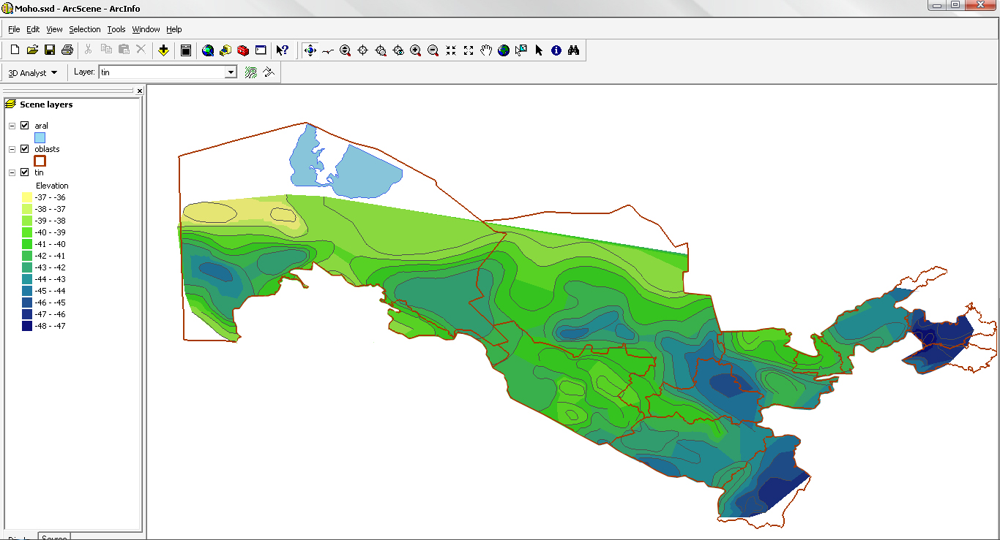 Moho.sxd - ArcScene - ArcInfo
File Edit View Selection Tools Window Help
3D Analyst Layer: tin
Scene layers
aral
oblasts
tin
Elevation
-37 - -36
-38 - -37
-39 - -38
-40 - -39
-41 - -40
-42 - -41
-43 - -42
-44 - -43
-45 - -44
-46 - -45
-47 - -46
-48 - -47
Source